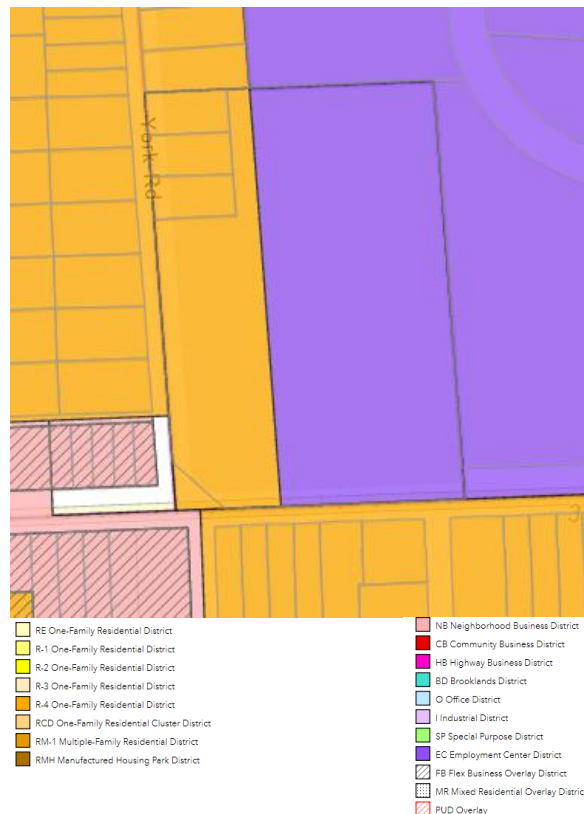 York Rd
3
RE One-Family Residential District
R-1 One-Family Residential District
R-2 One-Family Residential District
R-3 One-Family Residential District
R-4 One-Family Residential District
RCD One-Family Residential Cluster District
RM-1 Multiple-Family Residential District
RMH Manufactured Housing Park District
NB Neighborhood Business District
CB Community Business District
HB Highway Business District
BD Brooklands District
O Office District
I Industrial District
SP Special Purpose District
EC Employment Center District
FB Flex Business Overlay District
MR Mixed Residential Overlay Distric
PUD Overlay